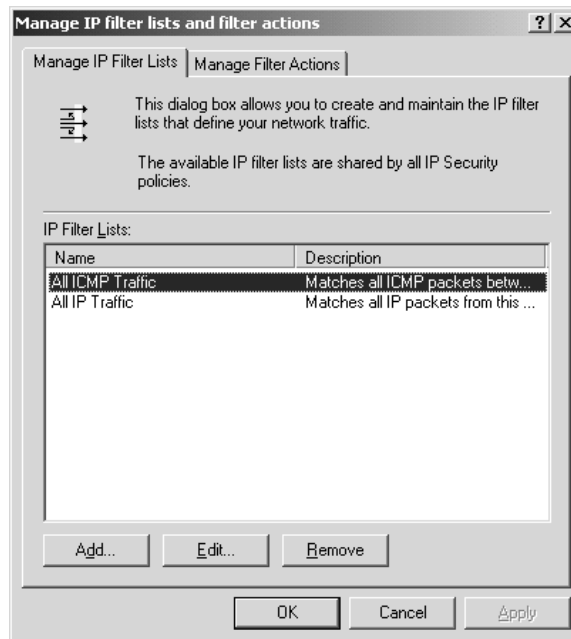 Manage IP filter lists and filter actions
Manage IP Filter Lists Manage Filter Actions
This dialog box allows you to create and maintain the IP filter
lists that define your network traffic.
The available IP filter lists are shared by all IP Security
policies.
IP Filter Lists:
Name Description
All ICMP Traffic Matches all ICMP packets betw...
All IP Traffic Matches all IP packets from this ...
Add... Edit... Remove
OK Cancel Apply